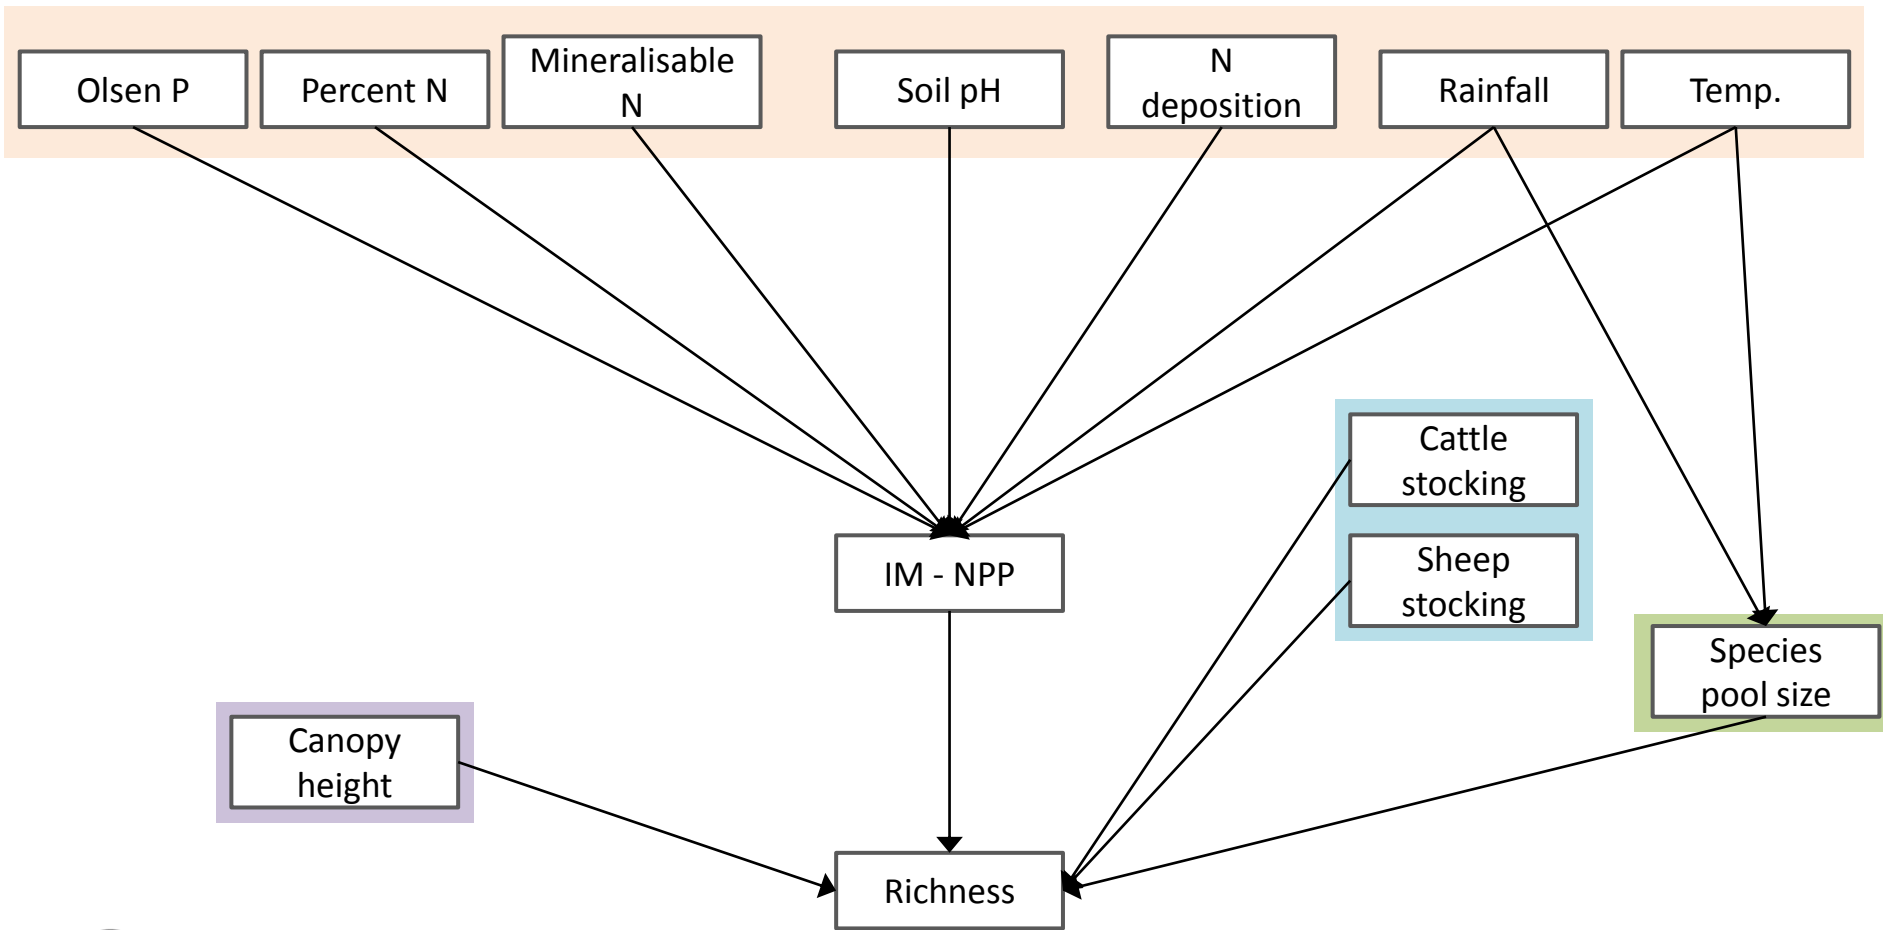 Olsen P
Percent N
Mineralisable
N
Soil pH
N
deposition
Rainfall
Temp.
Cattle
stocking
IM - NPP
Sheep
stocking
Species
pool size
Canopy
height
Richness